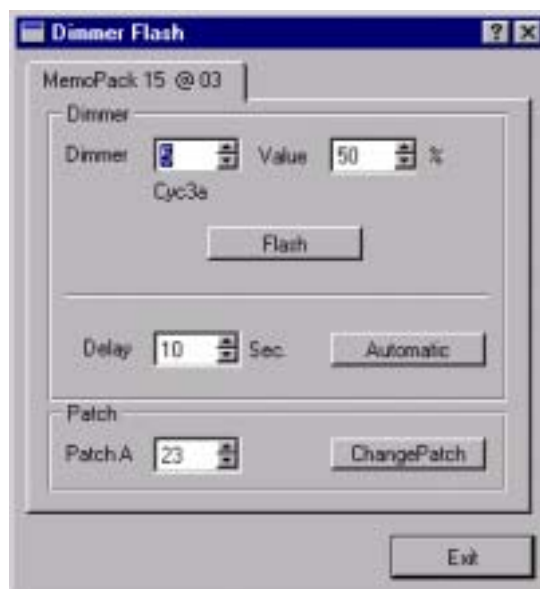 Dimmer Flash
MemoPack 15 @ 03
Dimmer
Dimmer Value 50 %
Cyc3a
Flash
Delay 10 Sec. Automatic
Patch
Patch A 23 ChangePatch
Exit